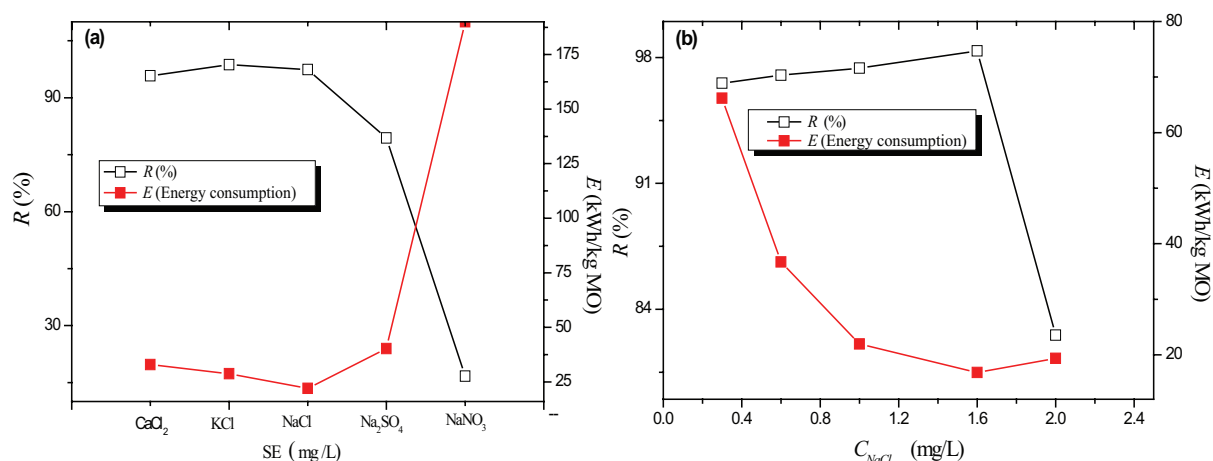 (a)
R (%)
90
60
30
R (%)
E (Energy consumption)
175
150
125
100
75
50
25
--
E (kWh/kg MO)
CaCl2
KCl
NaCl
Na2SO4
NaNO3
SE ( mg/L)
(b)
R (%)
98
91
84
R (%)
E (Energy consumption)
80
60
40
20
E (kWh/kg MO)
0.0
0.4
0.8
1.2
1.6
2.0
2.4
CNaCl (mg/L)